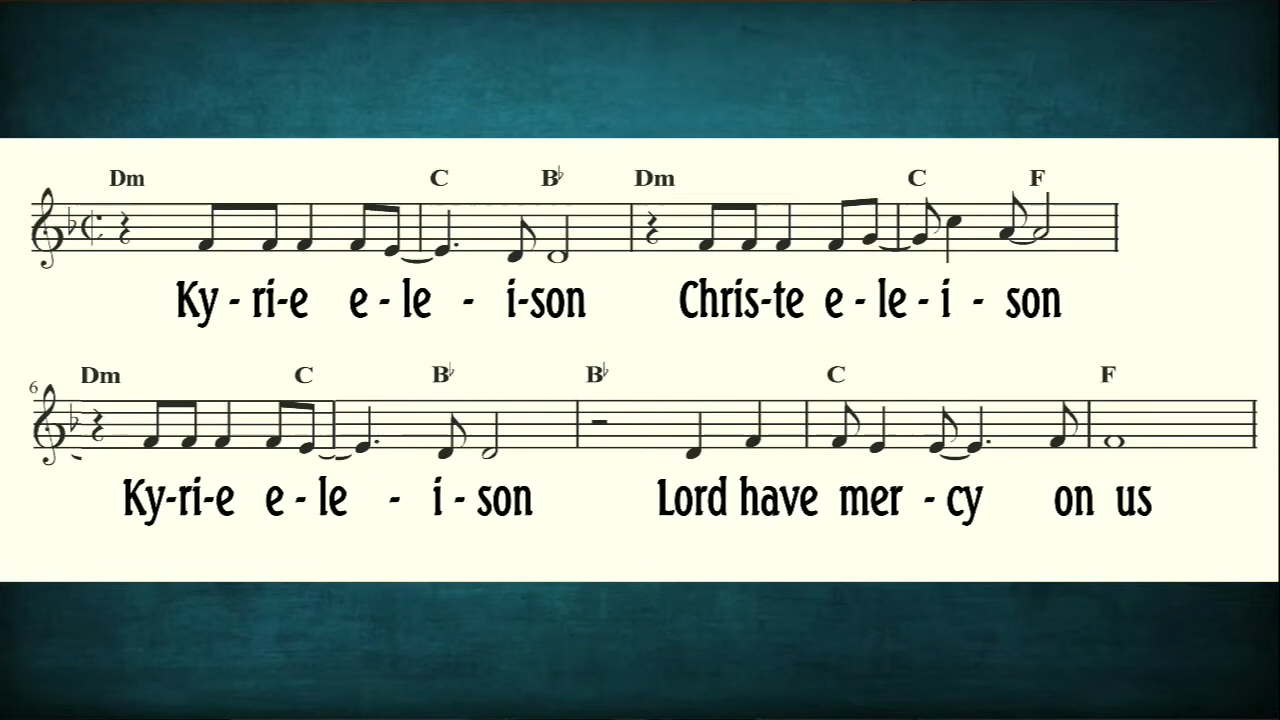 Dm C B♭ Dm C F
Ky - ri-e e - le - i-son Chris-te e - le - i - son
6 Dm C B♭ B♭ C F
Ky-ri-e e - le - i - son Lord have mer - cy on us